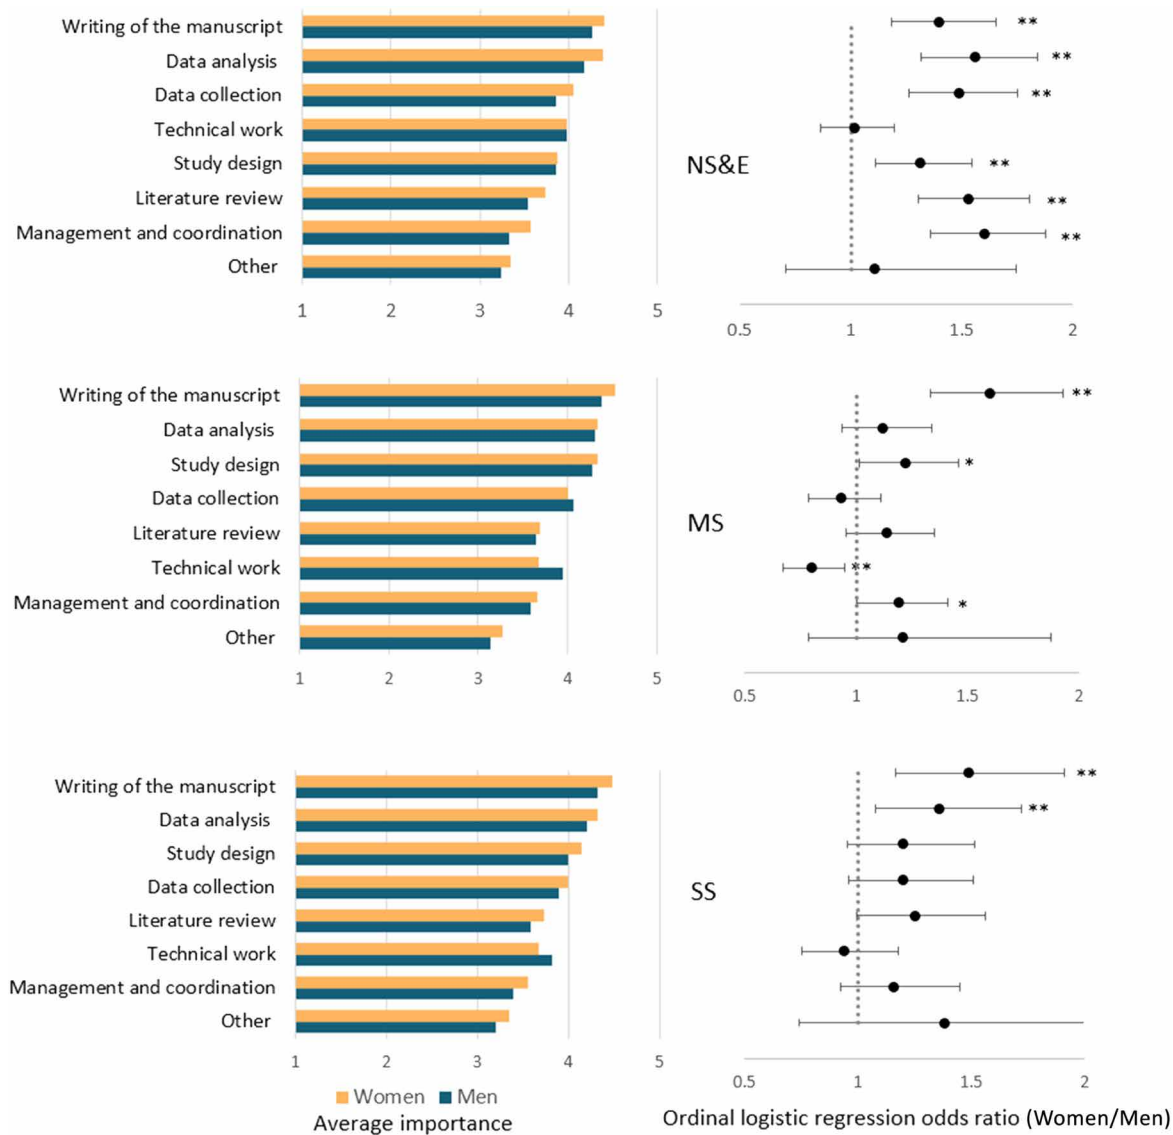 Writing of the manuscript **
Data analysis **
Data collection **
Technical work
Study design NS&E **
Literature review **
Management and coordination **
Other
1 2 3 4 5 0.5 1 1.5 2
Writing of the manuscript **
Data analysis
Study design *
Data collection
Literature review MS
Technical work **
Management and coordination *
Other
1 2 3 4 5 0.5 1 1.5 2
Writing of the manuscript **
Data analysis **
Study design
Data collection SS
Literature review
Technical work
Management and coordination
Other
1 2 3 4 5 0.5 1 1.5 2
Women Men
Average importance Ordinal logistic regression odds ratio (Women/Men)